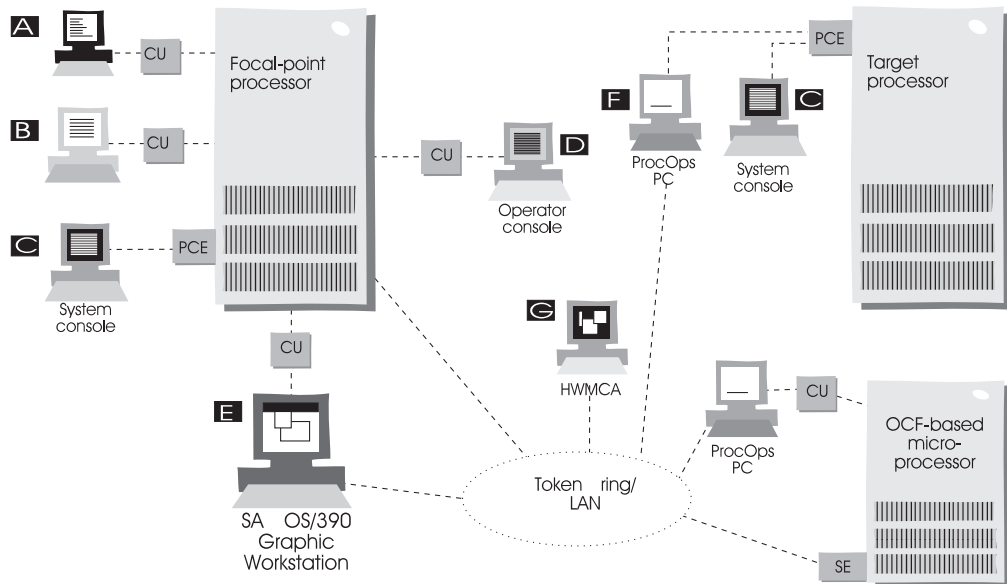 A
CU
Focal-point
processor
B
CU
C
PCE
System
console
CU
D
Operator
console
CU
E
SA OS/390
Graphic
Workstation
F
ProcOps
PC
PCE
C
System
console
Target
processor
G
HWMCA
Token ring/
LAN
ProcOps
PC
CU
OCF-based
micro-
processor
SE